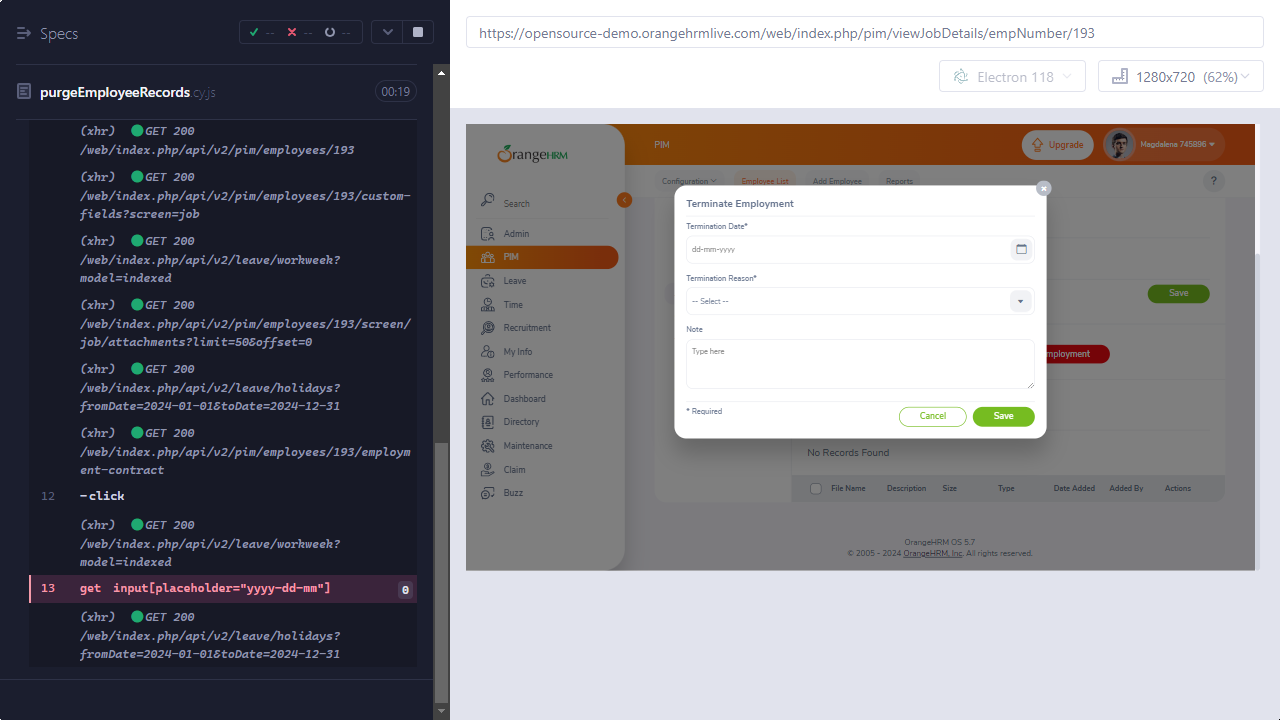 Specs
--
--
--
purgeEmployeeRecords.cy.js
00:19
(xhr) GET 200
/web/index.php/api/v2/pim/employees/193
(xhr) GET 200
/web/index.php/api/v2/pim/employees/193/custom-
fields?screen=job
(xhr) GET 200
/web/index.php/api/v2/leave/workweek?
model=indexed
(xhr) GET 200
/web/index.php/api/v2/pim/employees/193/screen/
job/attachments?limit=50&offset=0
(xhr) GET 200
/web/index.php/api/v2/leave/holidays?
fromDate=2024-01-01&toDate=2024-12-31
(xhr) GET 200
/web/index.php/api/v2/pim/employees/193/employm
ent-contract
12 -click
(xhr) GET 200
/web/index.php/api/v2/leave/workweek?
model=indexed
13 get input[placeholder="yyyy-dd-mm"] 0
(xhr) GET 200
/web/index.php/api/v2/leave/holidays?
fromDate=2024-01-01&toDate=2024-12-31
https://opensource-demo.orangehrmlive.com/web/index.php/pim/viewJobDetails/empNumber/193
Electron 118
1280x720 (62%)
OrangeHRM
PIM
Upgrade
Magdalena 745896
Search
Admin
PIM
Leave
Time
Recruitment
My Info
Performance
Dashboard
Directory
Maintenance
Claim
Buzz
Configuration
Employee List
Add Employee
Reports
?
Terminate Employment
Termination Date*
dd-mm-yyyy
Termination Reason*
-- Select --
Note
Type here
* Required
Cancel
Save
Save
mployment
No Records Found
File Name
Description
Size
Type
Date Added
Added By
Actions
OrangeHRM OS 5.7
© 2005 - 2024 OrangeHRM, Inc. All rights reserved.